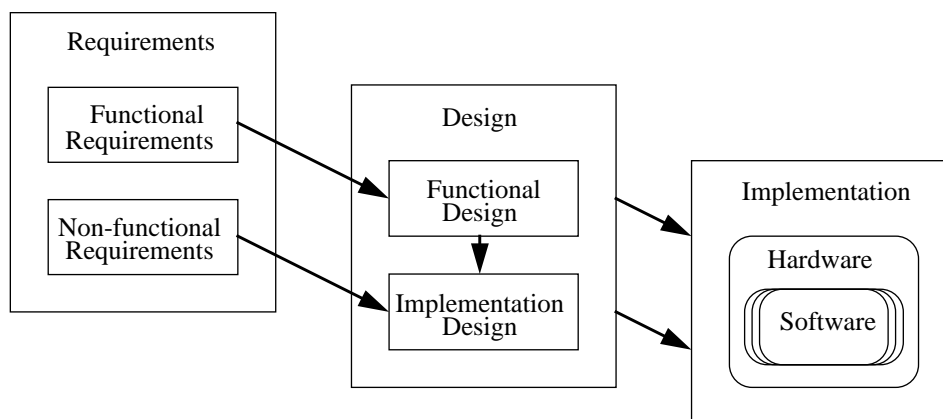 Requirements
Functional
Requirements
Non-functional
Requirements
Design
Functional
Design
Implementation
Design
Implementation
Hardware
Software